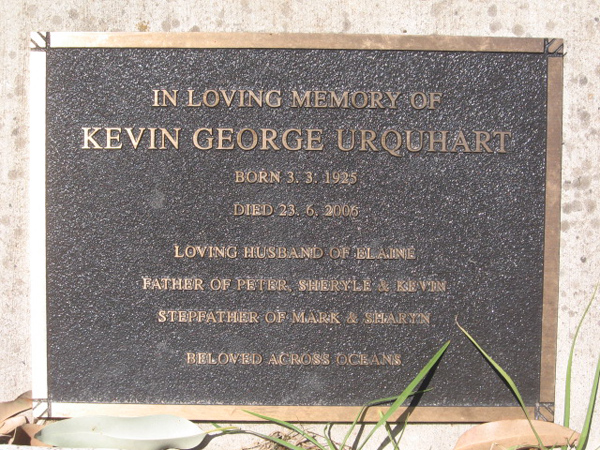 IN LOVING MEMORY OF
KEVIN GEORGE URQUHART
BORN 3. 3. 1925
DIED 23. 6. 2006
LOVING HUSBAND OF ELAINE
FATHER OF PETER, SHERYLE & KEVIN
STEPFATHER OF MARK & SHARYN
BELOVED ACROSS OCEANS